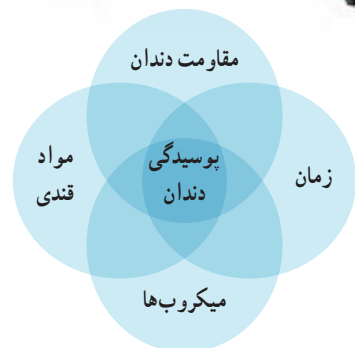 مقاومت دندان
مواد
قندی
پوسیدگی
دندان
زمان
میکروب‌ها